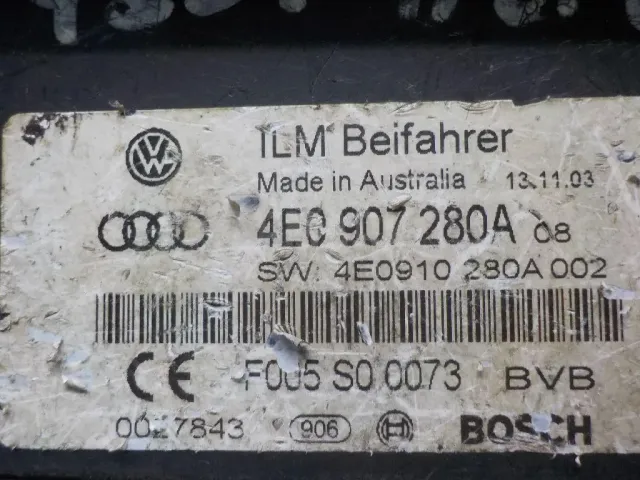 ILM Beifahrer
Made in Australia 13.11.03
4E0 907 280A 08
SW: 4E0910 280A 002
CE F005 S0 0073 BVB
0027843 906 BOSCH